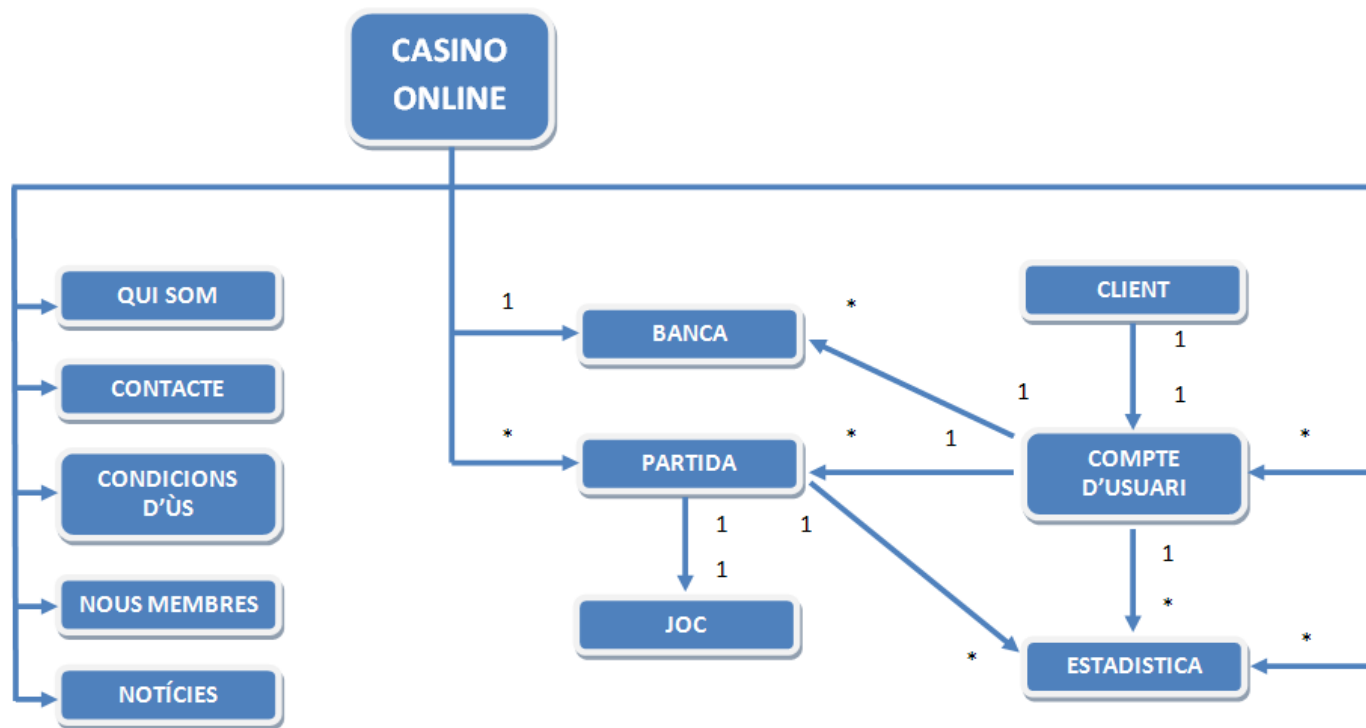 CASINO
ONLINE
QUI SOM
CONTACTE
CONDICIONS
D'ÙS
NOUS MEMBRES
NOTÍCIES
1
BANCA
*
*
PARTIDA
*
1
1
1
1
1
JOC
CLIENT
1
1
COMPTE
D'USUARI
*
1
*
*
ESTADISTICA
*